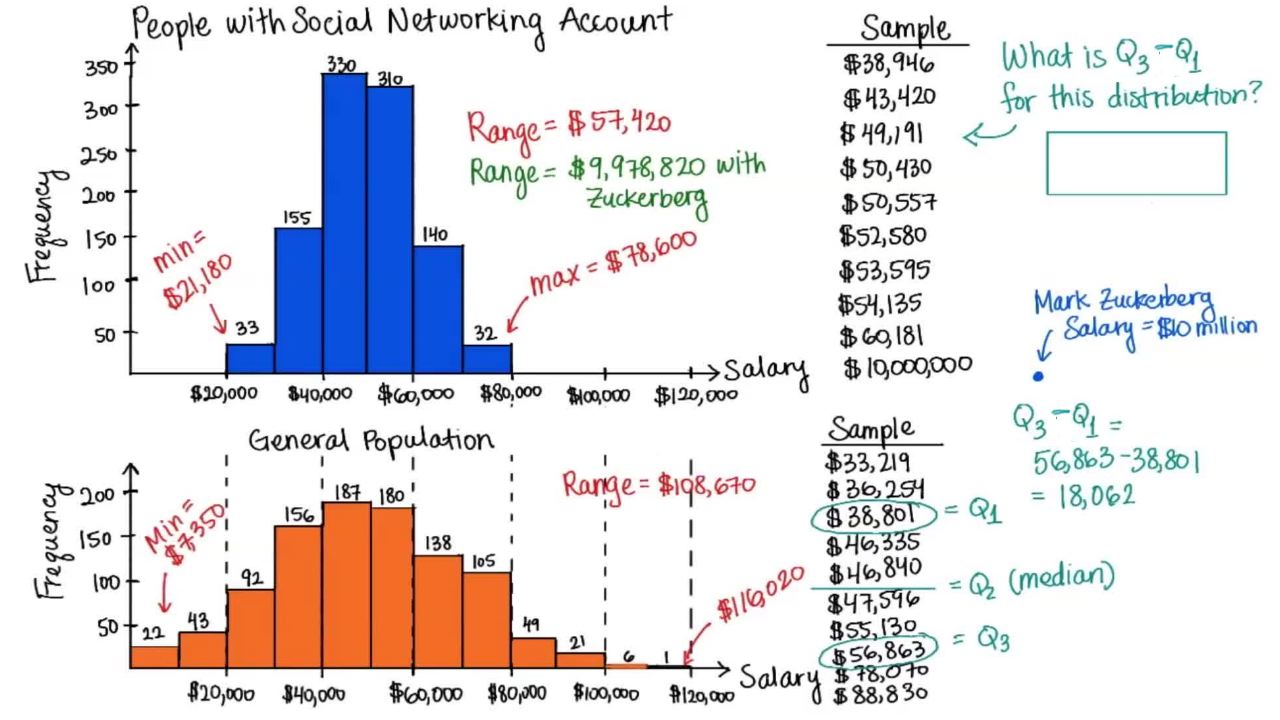 People with Social Networking Account
Frequency
350
300
250
200
150
100
50
33
155
330
310
140
32
min =
$21,180
Range = $57,420
Range = $9,978,820 with
Zuckerberg
max = $78,600
$20,000 $40,000 $60,000 $80,000 $100,000 $120,000
Salary
Sample
$38,946
$43,420
$49,191
$50,430
$50,557
$52,580
$53,595
$54,135
$60,181
$10,000,000
What is Q3 - Q1
for this distribution?
Mark Zuckerberg
Salary = $10 million
General Population
Frequency
200
150
100
50
Min =
$7,350
22
43
92
156
187
180
138
105
49
21
6
1
Range = $108,670
$116,020
$20,000 $40,000 $60,000 $80,000 $100,000 $120,000
Salary
Sample
$33,219
$36,254
$38,801 = Q1
$46,335
$46,840
= Q2 (median)
$47,596
$55,130
$56,863 = Q3
$78,070
$88,830
Q3 - Q1 =
56,863 - 38,801
= 18,062